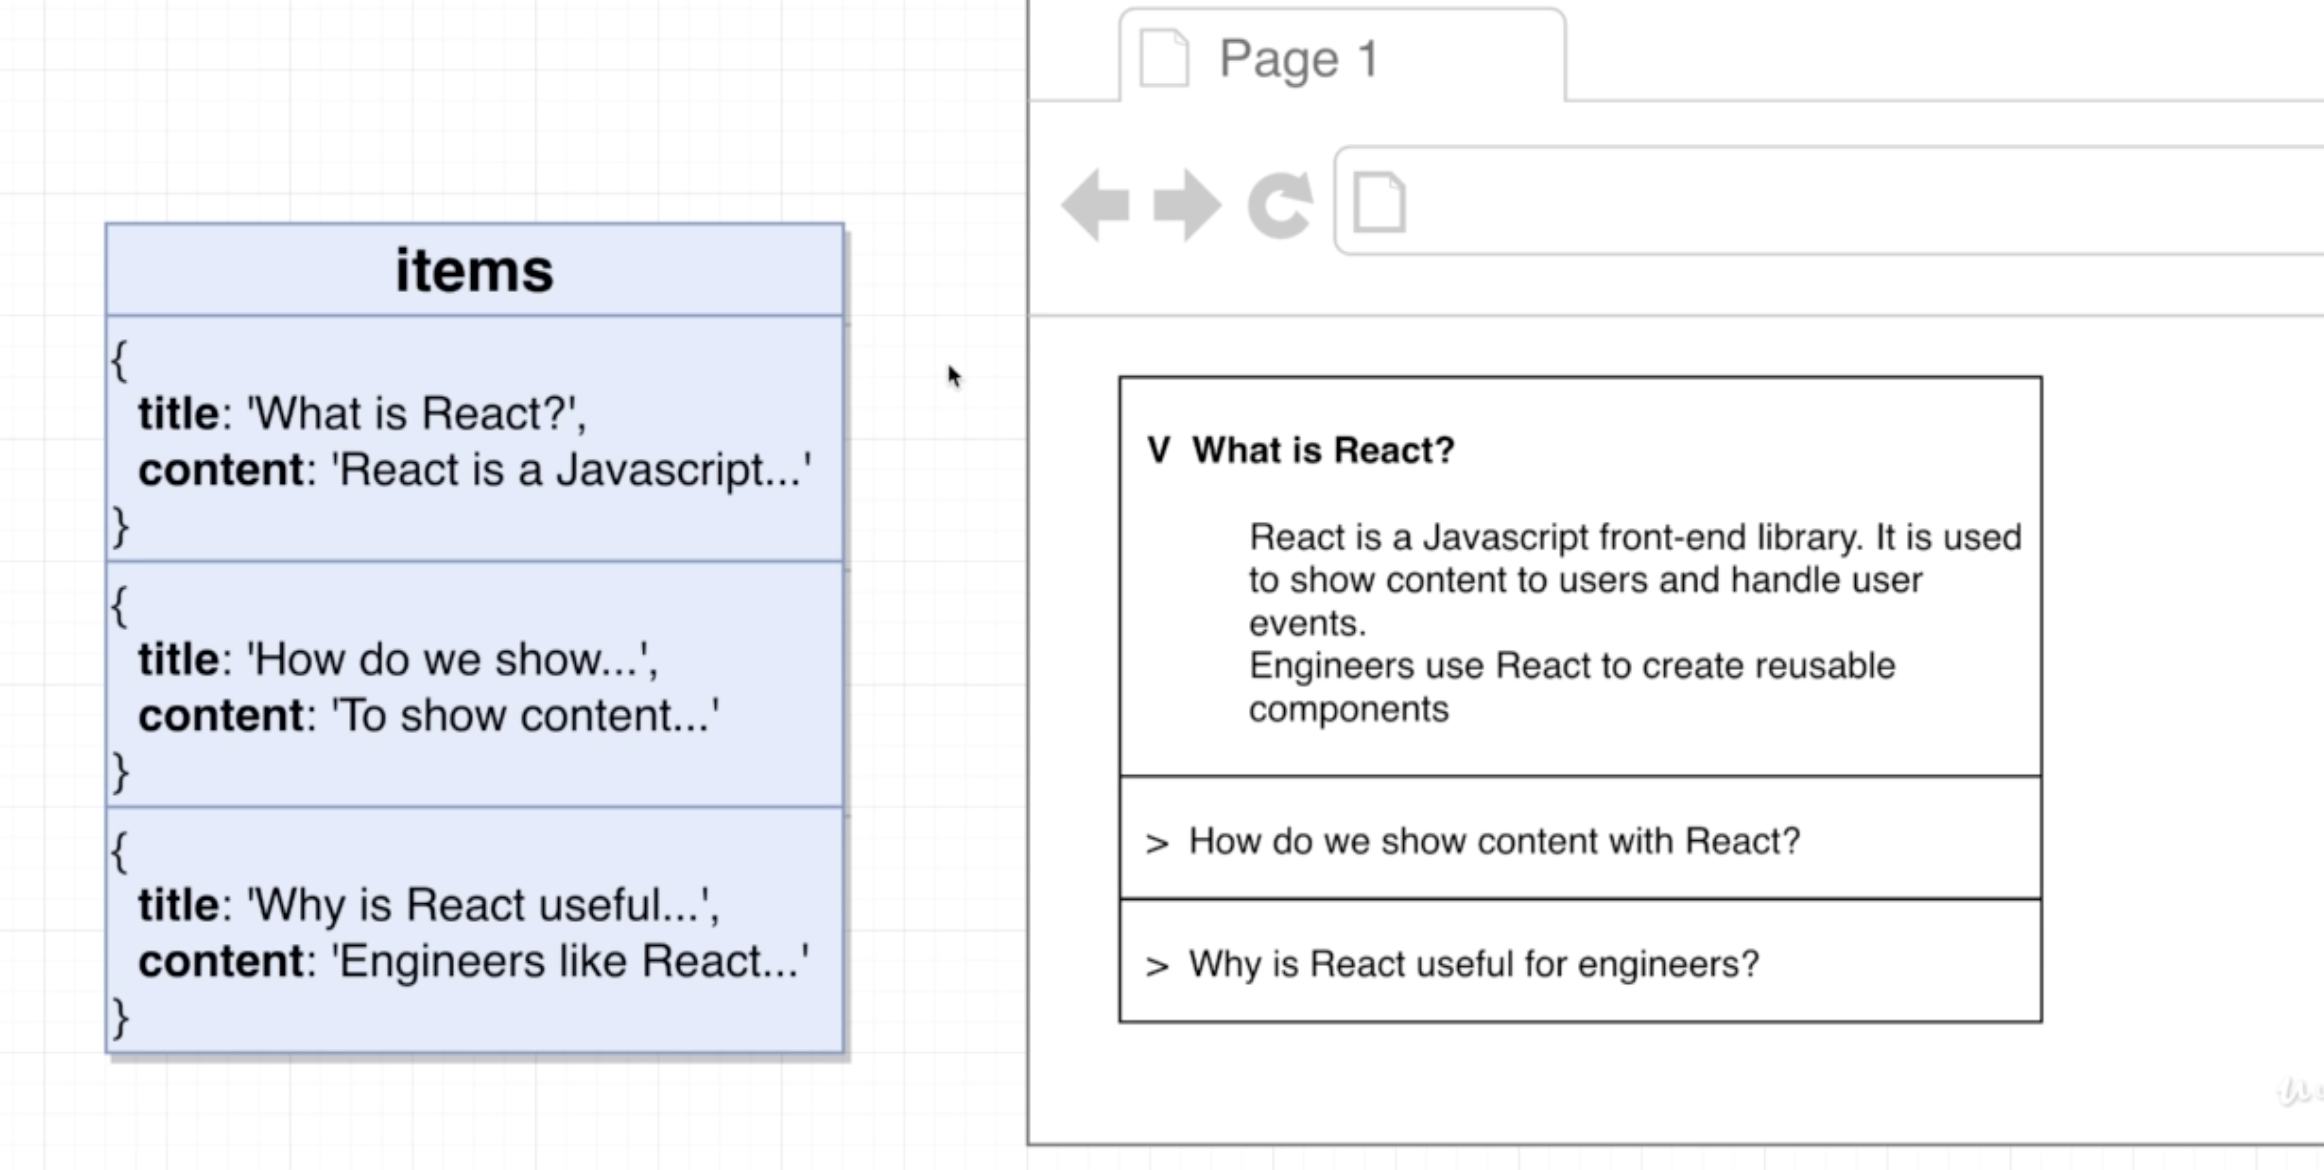 Page 1
items
{
title: 'What is React?',
content: 'React is a Javascript...'
}
{
title: 'How do we show...',
content: 'To show content...'
}
{
title: 'Why is React useful...',
content: 'Engineers like React...'
}
V What is React?
React is a Javascript front-end library. It is used
to show content to users and handle user
events.
Engineers use React to create reusable
components
> How do we show content with React?
> Why is React useful for engineers?